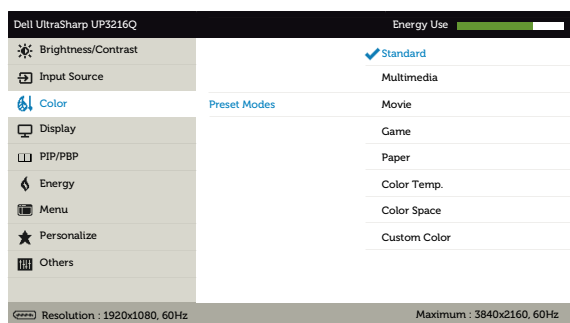 Dell UltraSharp UP3216Q Energy Use
Brightness/Contrast Standard
Input Source Multimedia
Color Preset Modes Movie
Display Game
PIP/PBP Paper
Energy Color Temp.
Menu Color Space
Personalize Custom Color
Others
Resolution : 1920x1080, 60Hz Maximum : 3840x2160, 60Hz